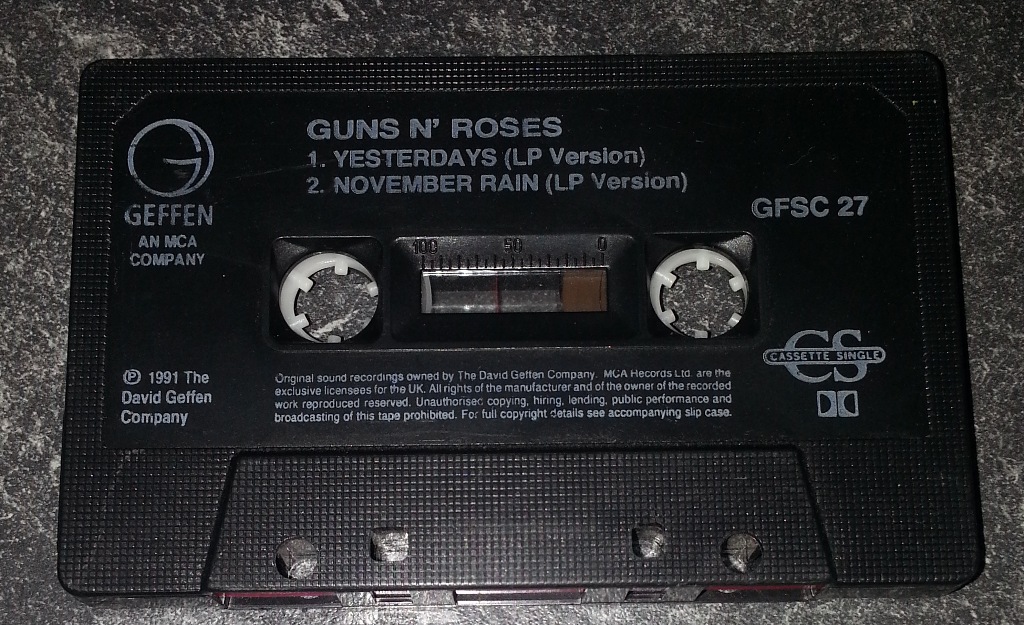 GUNS N' ROSES
1. YESTERDAYS (LP Version)
2. NOVEMBER RAIN (LP Version)
GEFFEN
AN MCA
COMPANY
GFSC 27
100 50 0
CS
CASSETTE SINGLE
℗ 1991 The
David Geffen
Company
Original sound recordings owned by The David Geffen Company. MCA Records Ltd. are the
exclusive licensees for the UK. All rights of the manufacturer and of the owner of the recorded
work reproduced reserved. Unauthorised copying, hiring, lending, public performance and
broadcasting of this tape prohibited. For full copyright details see accompanying slip case.